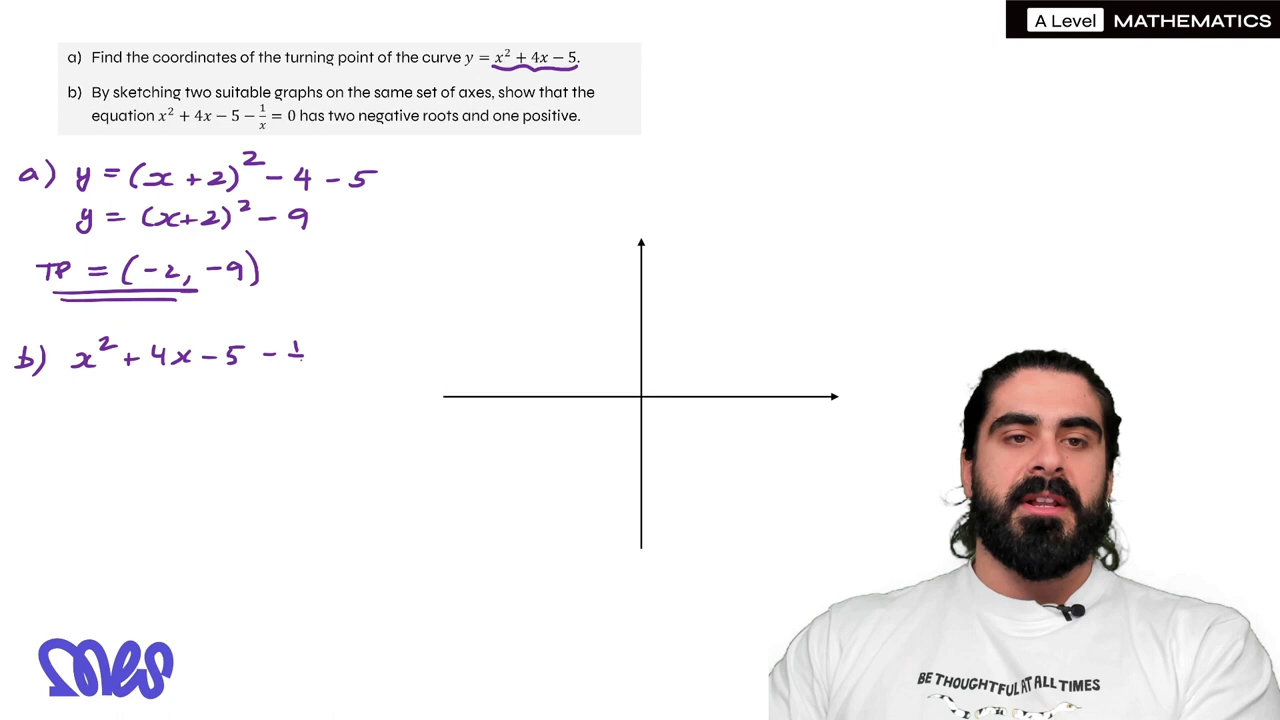 A Level MATHEMATICS
a) Find the coordinates of the turning point of the curve y = x² + 4x − 5.
b) By sketching two suitable graphs on the same set of axes, show that the
equation x² + 4x − 5 − 1/x = 0 has two negative roots and one positive.
a) y = (x + 2)² − 4 − 5
y = (x+2)² − 9
TP = (−2, −9)
b) x² + 4x − 5 − 1
BE THOUGHTFUL AT ALL TIMES